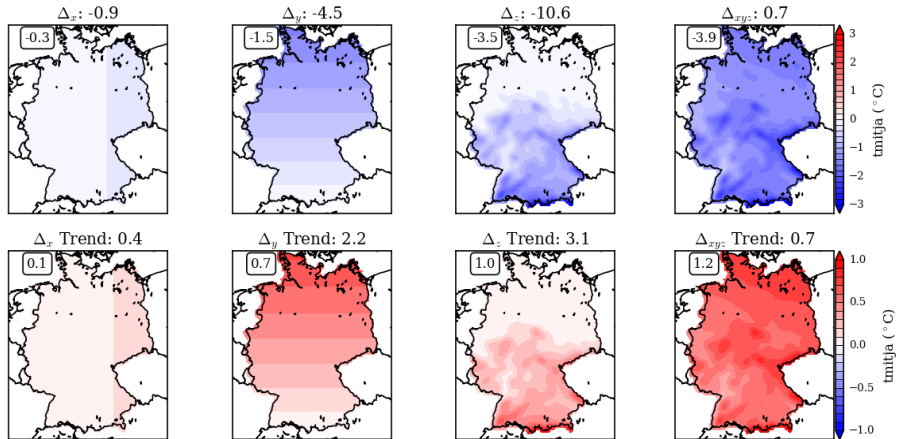 Δx: -0.9
Δy: -4.5
Δz: -10.6
Δxyz: 0.7
-0.3
-1.5
-3.5
-3.9
3
2
1
0
−1
−2
−3
tmitja (°C)
Δx Trend: 0.4
Δy Trend: 2.2
Δz Trend: 3.1
Δxyz Trend: 0.7
0.1
0.7
1.0
1.2
1.0
0.5
0.0
−0.5
−1.0
tmitja (°C)